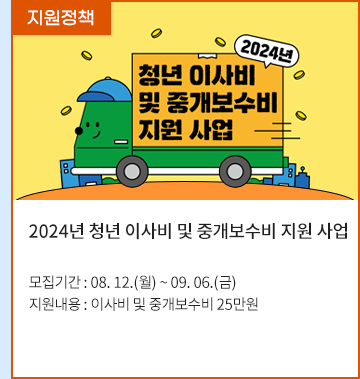 지원정책
2024년
청년 이사비
및 중개보수비
지원 사업
2024년 청년 이사비 및 중개보수비 지원 사업
모집기간 : 08. 12.(월) ~ 09. 06.(금)
지원내용 : 이사비 및 중개보수비 25만원